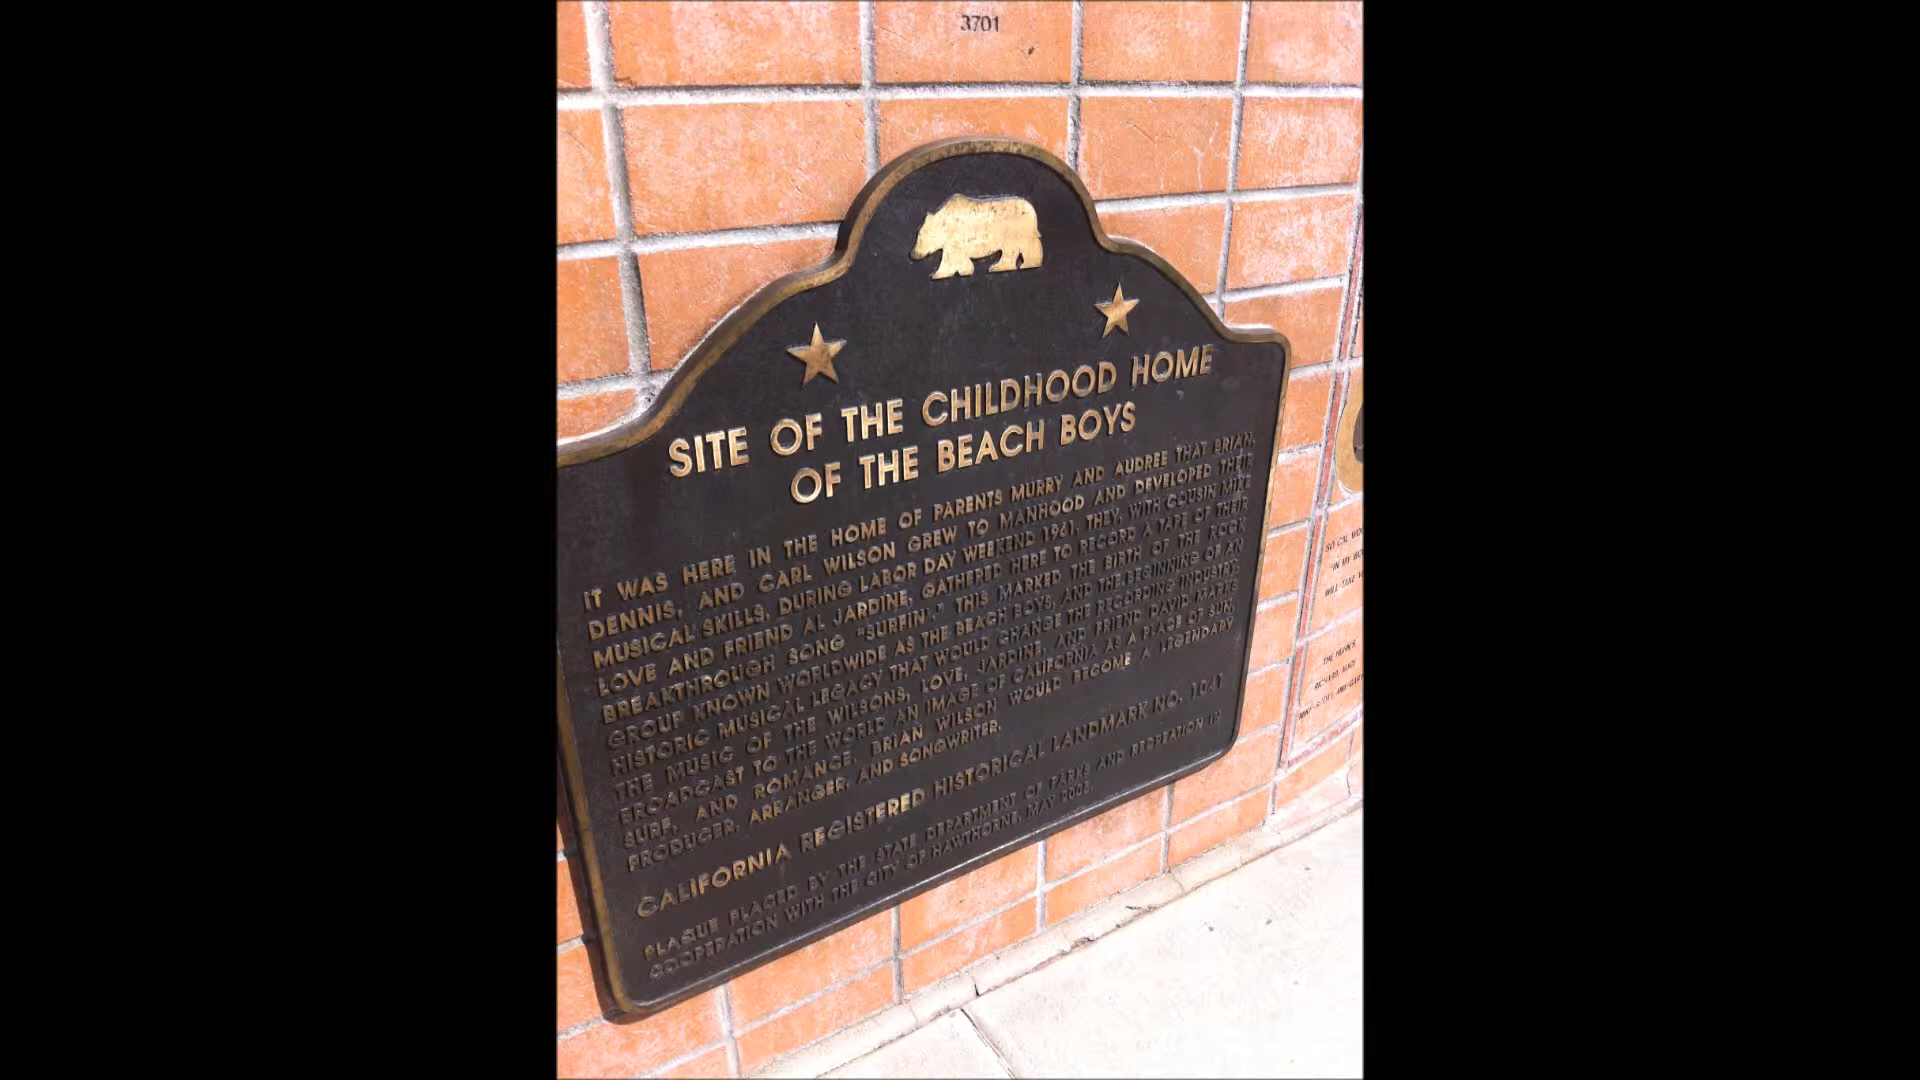 3701
SITE OF THE CHILDHOOD HOME
OF THE BEACH BOYS
IT WAS HERE IN THE HOME OF PARENTS MURRY AND AUDREE THAT BRIAN,
DENNIS, AND CARL WILSON GREW TO MANHOOD AND DEVELOPED THEIR
MUSICAL SKILLS. DURING LABOR DAY WEEKEND 1961, THEY, WITH COUSIN MIKE
LOVE AND FRIEND AL JARDINE, GATHERED HERE TO RECORD A TAPE OF THEIR
BREAKTHROUGH SONG "SURFIN'." THIS MARKED THE BIRTH OF THE ROCK
GROUP KNOWN WORLDWIDE AS THE BEACH BOYS, AND THE BEGINNING OF AN
HISTORIC MUSICAL LEGACY THAT WOULD CHANGE THE RECORDING INDUSTRY.
THE MUSIC OF THE WILSONS, LOVE, JARDINE, AND FRIEND DAVID MARKS
BROADCAST TO THE WORLD AN IMAGE OF CALIFORNIA AS A PLACE OF SUN,
SURF, AND ROMANCE. BRIAN WILSON WOULD BECOME A LEGENDARY
PRODUCER, ARRANGER, AND SONGWRITER.
CALIFORNIA REGISTERED HISTORICAL LANDMARK NO. 1041
PLAQUE PLACED BY THE STATE DEPARTMENT OF PARKS AND RECREATION IN
COOPERATION WITH THE CITY OF HAWTHORNE, MAY 2005.
SO CAL
"IN MY
WILL TAKE